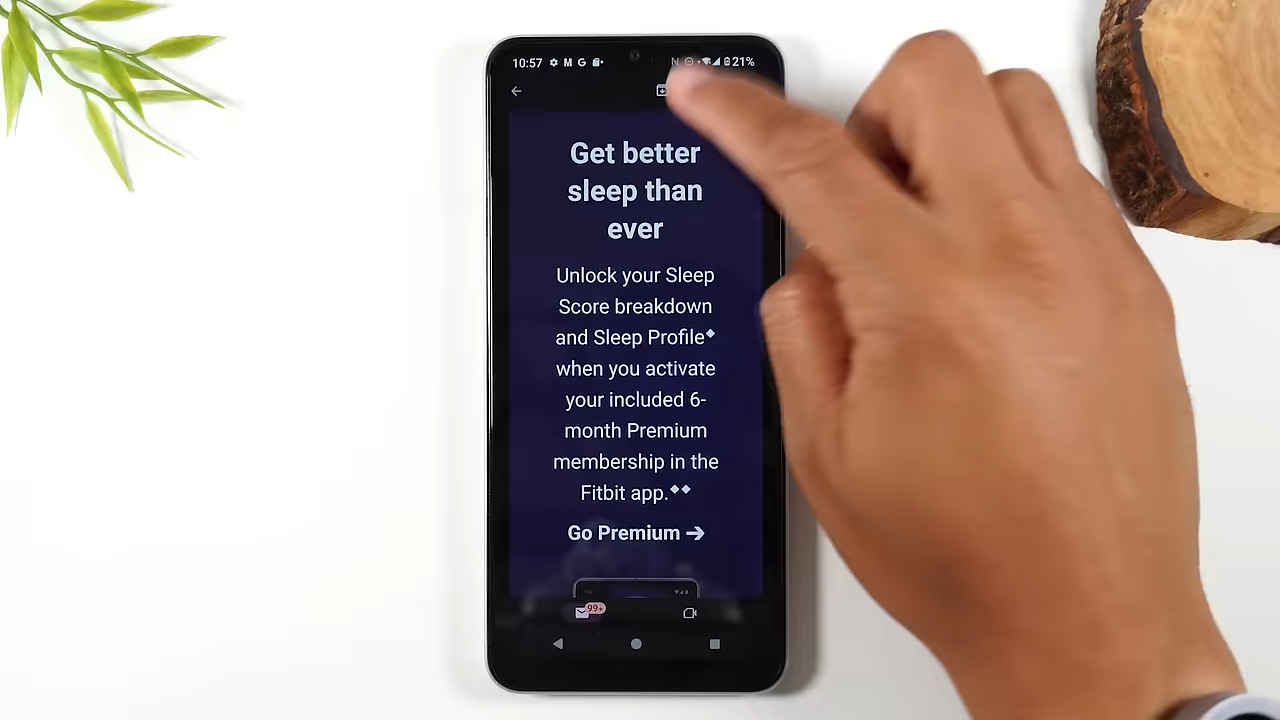 10:57 M G 21%
Get better
sleep than
ever
Unlock your Sleep
Score breakdown
and Sleep Profile◆
when you activate
your included 6-
month Premium
membership in the
Fitbit app.◆◆
Go Premium →
99+